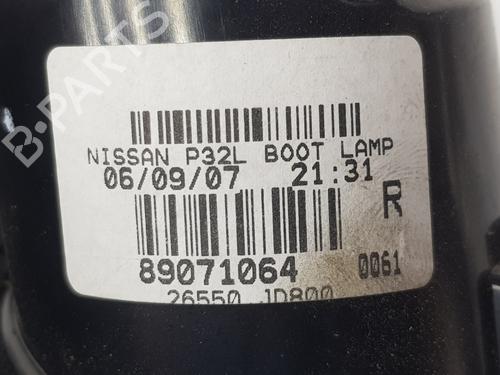 NISSAN P32L BOOT LAMP
06/09/07 21:31
R
89071064 0061
26550 JD800
B-PARTS